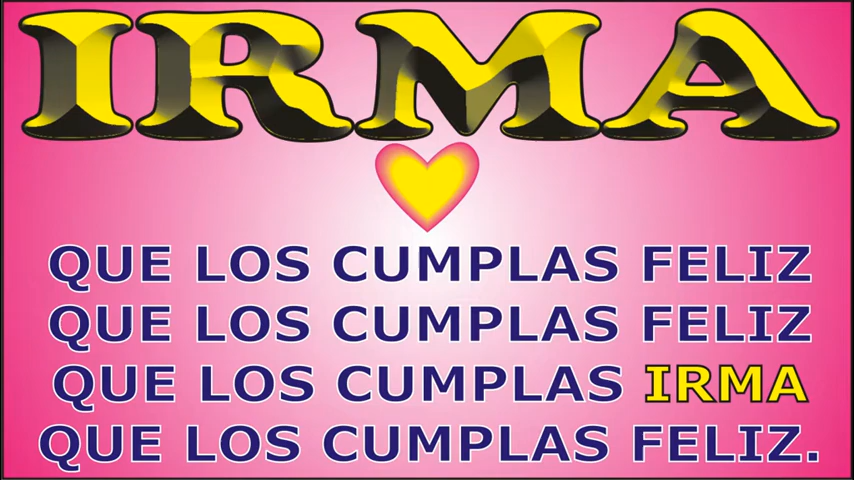 IRMA
QUE LOS CUMPLAS FELIZ
QUE LOS CUMPLAS FELIZ
QUE LOS CUMPLAS IRMA
QUE LOS CUMPLAS FELIZ.